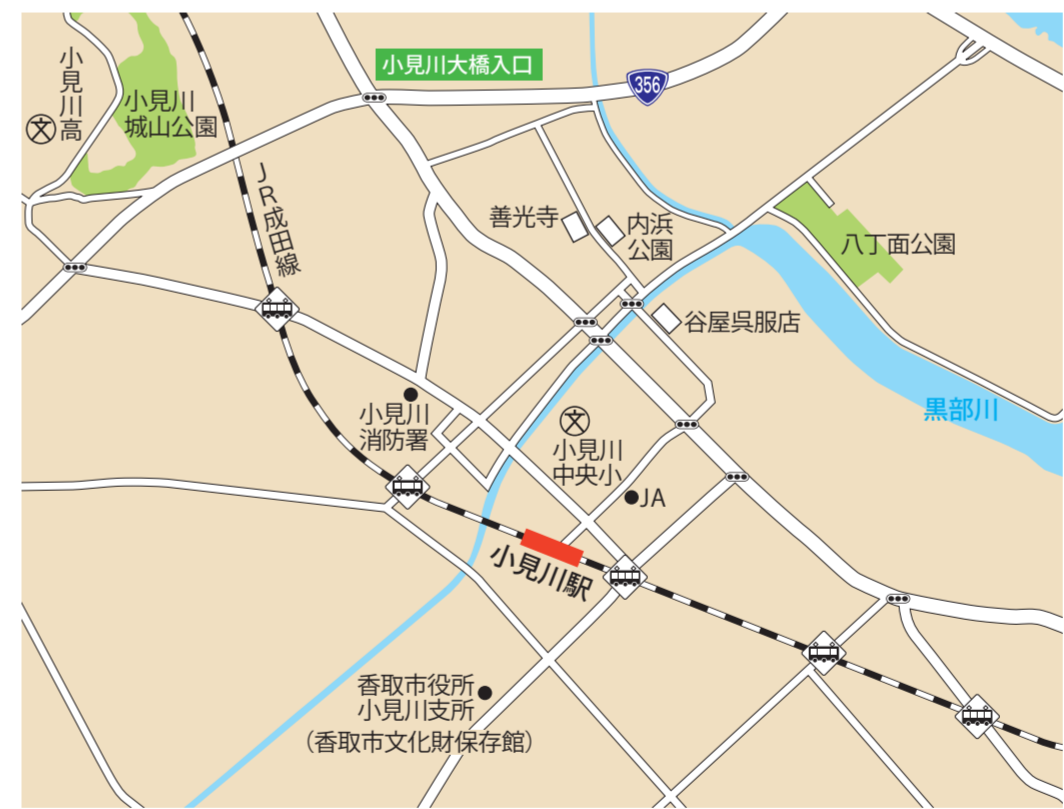 小見川大橋入口
356
小見川高
小見川
城山公園
JR成田線
善光寺
内浜
公園
八丁面公園
谷屋呉服店
黒部川
小見川
消防署
文
小見川
中央小
JA
小見川駅
香取市役所
小見川支所
（香取市文化財保存館）
文